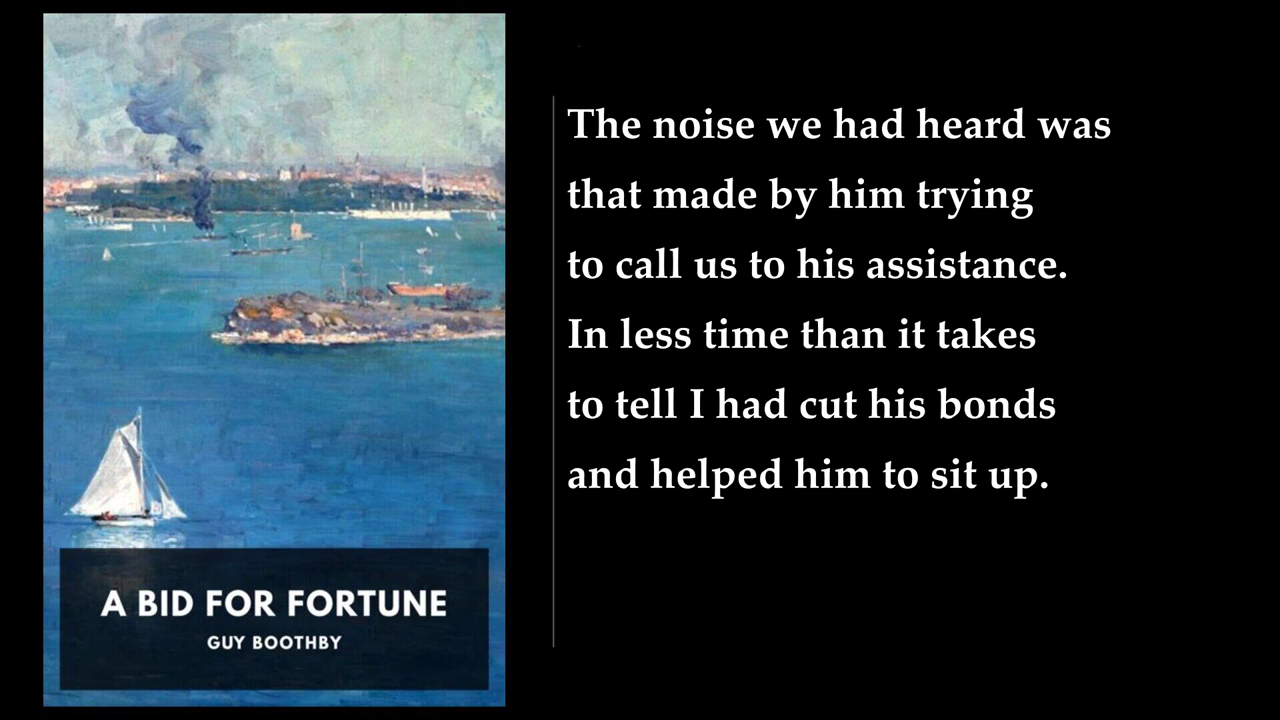 The noise we had heard was
that made by him trying
to call us to his assistance.
In less time than it takes
to tell I had cut his bonds
and helped him to sit up.
A BID FOR FORTUNE
GUY BOOTHBY